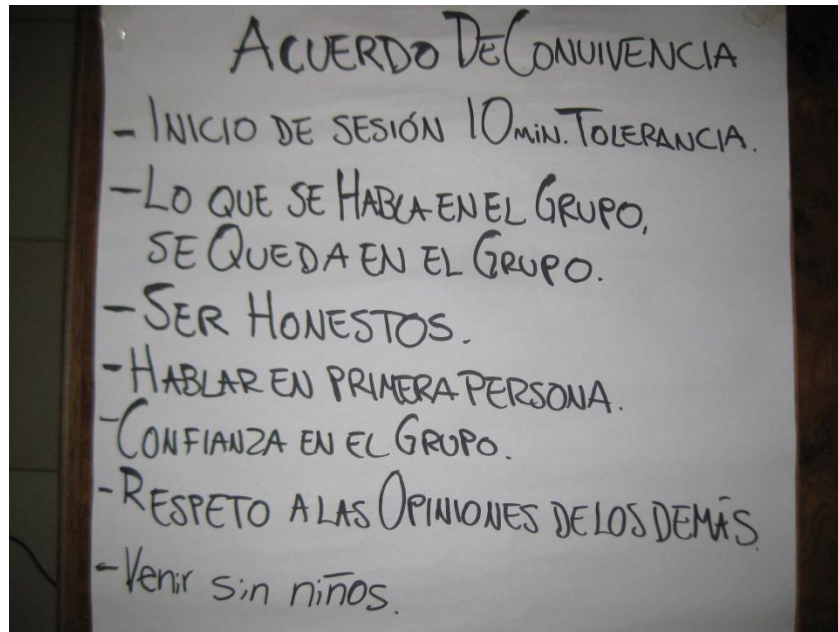 ACUERDO DE CONVIVENCIA
- INICIO DE SESIÓN 10 MIN. TOLERANCIA.
- LO QUE SE HABLA EN EL GRUPO,
SE QUEDA EN EL GRUPO.
- SER HONESTOS.
- HABLAR EN PRIMERA PERSONA.
- CONFIANZA EN EL GRUPO.
- RESPETO A LAS OPINIONES DE LOS DEMÁS.
- Venir sin niños.